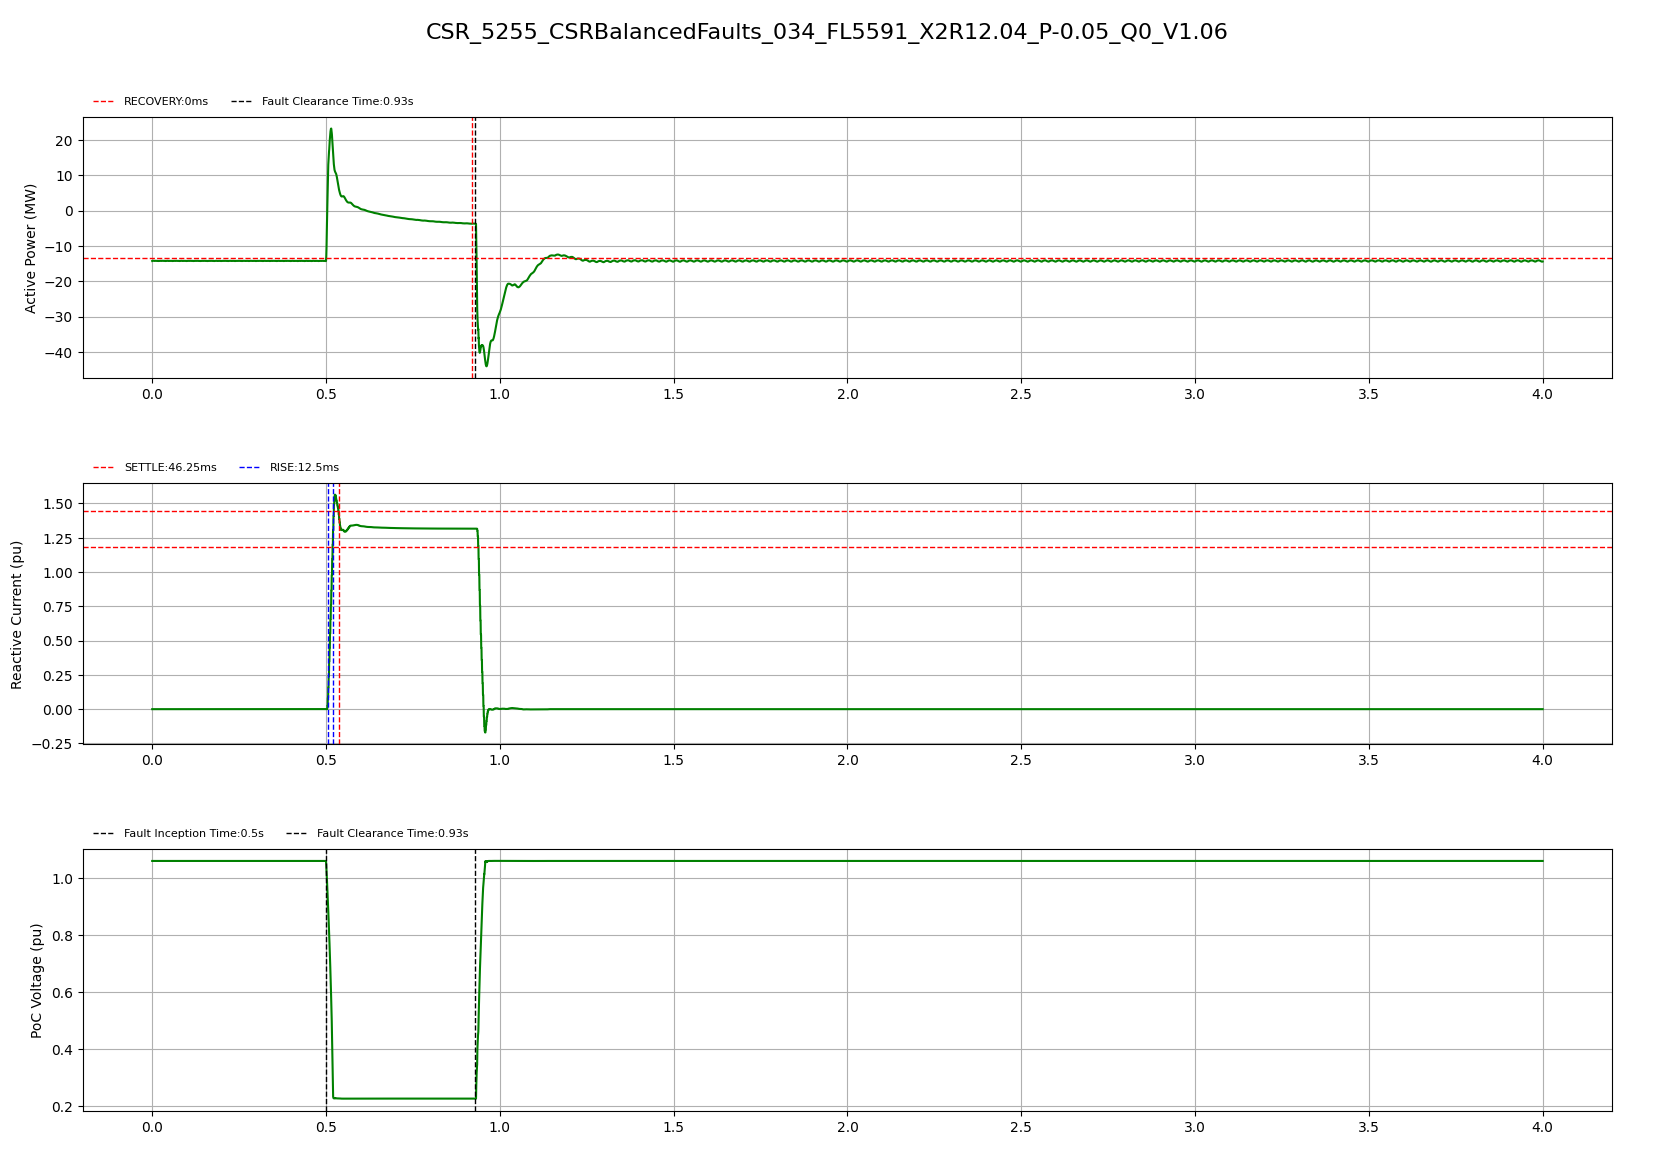 CSR_5255_CSRBalancedFaults_034_FL5591_X2R12.04_P-0.05_Q0_V1.06
RECOVERY:0ms Fault Clearance Time:0.93s
Active Power (MW)
20
10
0
−10
−20
−30
−40
0.0 0.5 1.0 1.5 2.0 2.5 3.0 3.5 4.0
SETTLE:46.25ms RISE:12.5ms
Reactive Current (pu)
1.50
1.25
1.00
0.75
0.50
0.25
0.00
−0.25
0.0 0.5 1.0 1.5 2.0 2.5 3.0 3.5 4.0
Fault Inception Time:0.5s Fault Clearance Time:0.93s
PoC Voltage (pu)
1.0
0.8
0.6
0.4
0.2
0.0 0.5 1.0 1.5 2.0 2.5 3.0 3.5 4.0